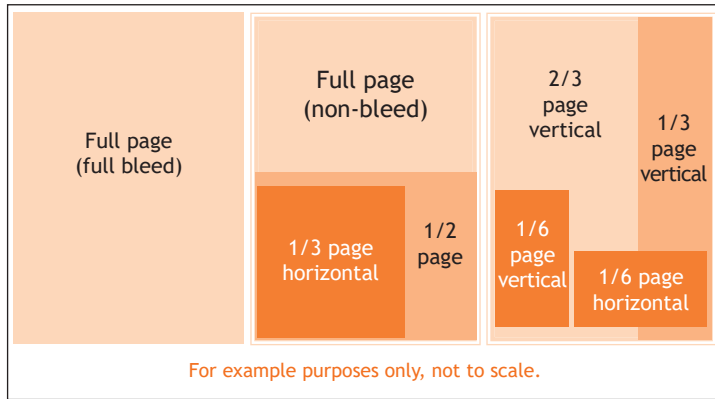 Full page
(full bleed)
Full page
(non-bleed)
1/3 page
horizontal
1/2
page
2/3
page
vertical
1/3
page
vertical
1/6
page
vertical
1/6 page
horizontal
For example purposes only, not to scale.